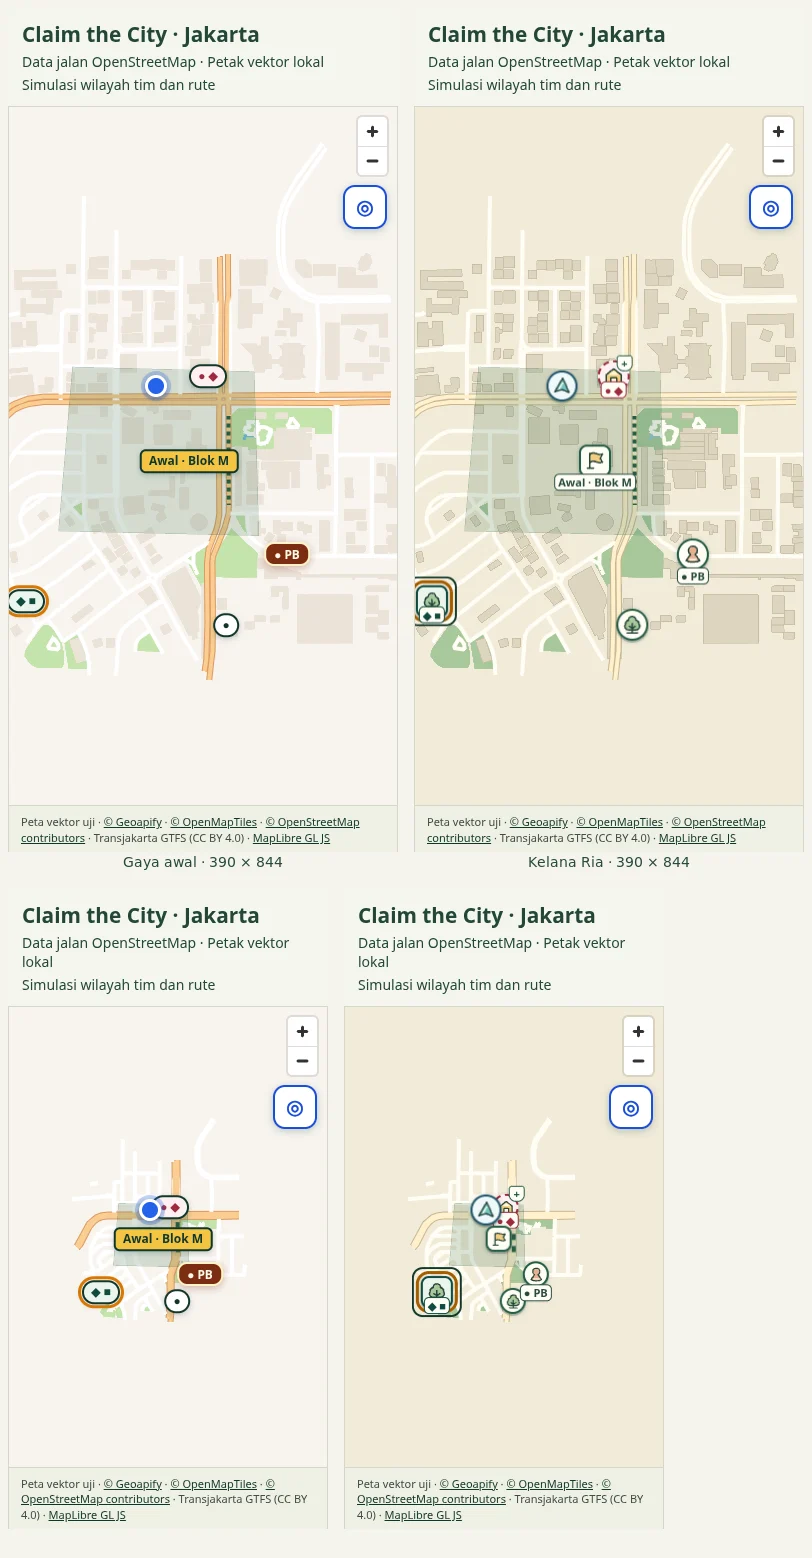 Claim the City · Jakarta
Data jalan OpenStreetMap · Petak vektor lokal
Simulasi wilayah tim dan rute
+
−
Awal · Blok M
● PB
Peta vektor uji · © Geoapify · © OpenMapTiles · © OpenStreetMap
contributors · Transjakarta GTFS (CC BY 4.0) · MapLibre GL JS
Gaya awal · 390 × 844
Claim the City · Jakarta
Data jalan OpenStreetMap · Petak vektor lokal
Simulasi wilayah tim dan rute
+
−
+
Awal · Blok M
● PB
Peta vektor uji · © Geoapify · © OpenMapTiles · © OpenStreetMap
contributors · Transjakarta GTFS (CC BY 4.0) · MapLibre GL JS
Kelana Ria · 390 × 844
Claim the City · Jakarta
Data jalan OpenStreetMap · Petak vektor
lokal
Simulasi wilayah tim dan rute
+
−
Awal · Blok M
● PB
Peta vektor uji · © Geoapify · © OpenMapTiles · ©
OpenStreetMap contributors · Transjakarta GTFS (CC BY
4.0) · MapLibre GL JS
Claim the City · Jakarta
Data jalan OpenStreetMap · Petak vektor
lokal
Simulasi wilayah tim dan rute
+
−
+
● PB
Peta vektor uji · © Geoapify · © OpenMapTiles · ©
OpenStreetMap contributors · Transjakarta GTFS (CC BY
4.0) · MapLibre GL JS